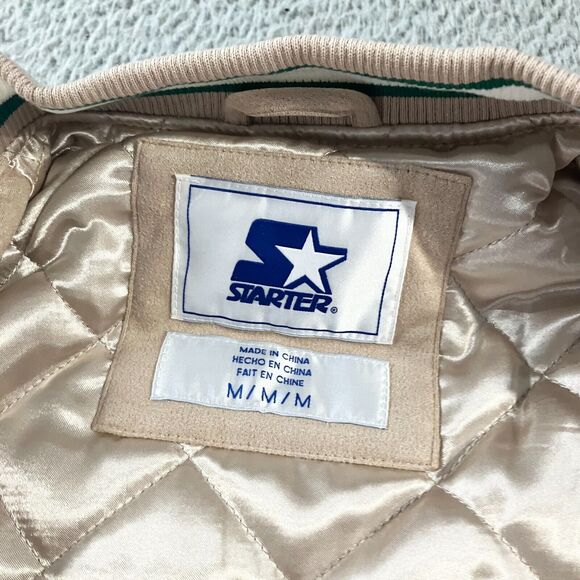 STARTER®
MADE IN CHINA
HECHO EN CHINA
FAIT EN CHINE
M/M/M